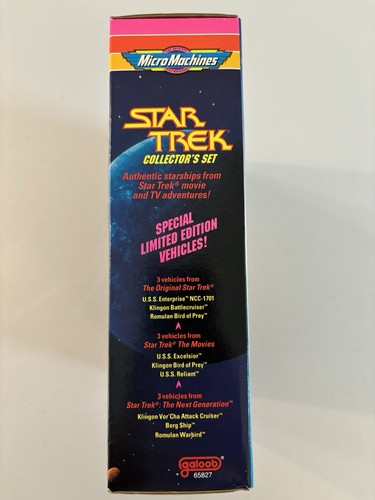 Micro Machines
STAR
TREK
COLLECTOR'S SET
Authentic starships from
Star Trek® movie
and TV adventures!
SPECIAL
LIMITED EDITION
VEHICLES!
3 vehicles from
The Original Star Trek®
U.S.S. Enterprise™ NCC-1701
Klingon Battlecruiser™
Romulan Bird of Prey™
3 vehicles from
Star Trek® The Movies
U.S.S. Excelsior™
Klingon Bird of Prey™
U.S.S. Reliant™
3 vehicles from
Star Trek®: The Next Generation™
Klingon Vor'Cha Attack Cruiser™
Borg Ship™
Romulan Warbird™
galoob®
65827